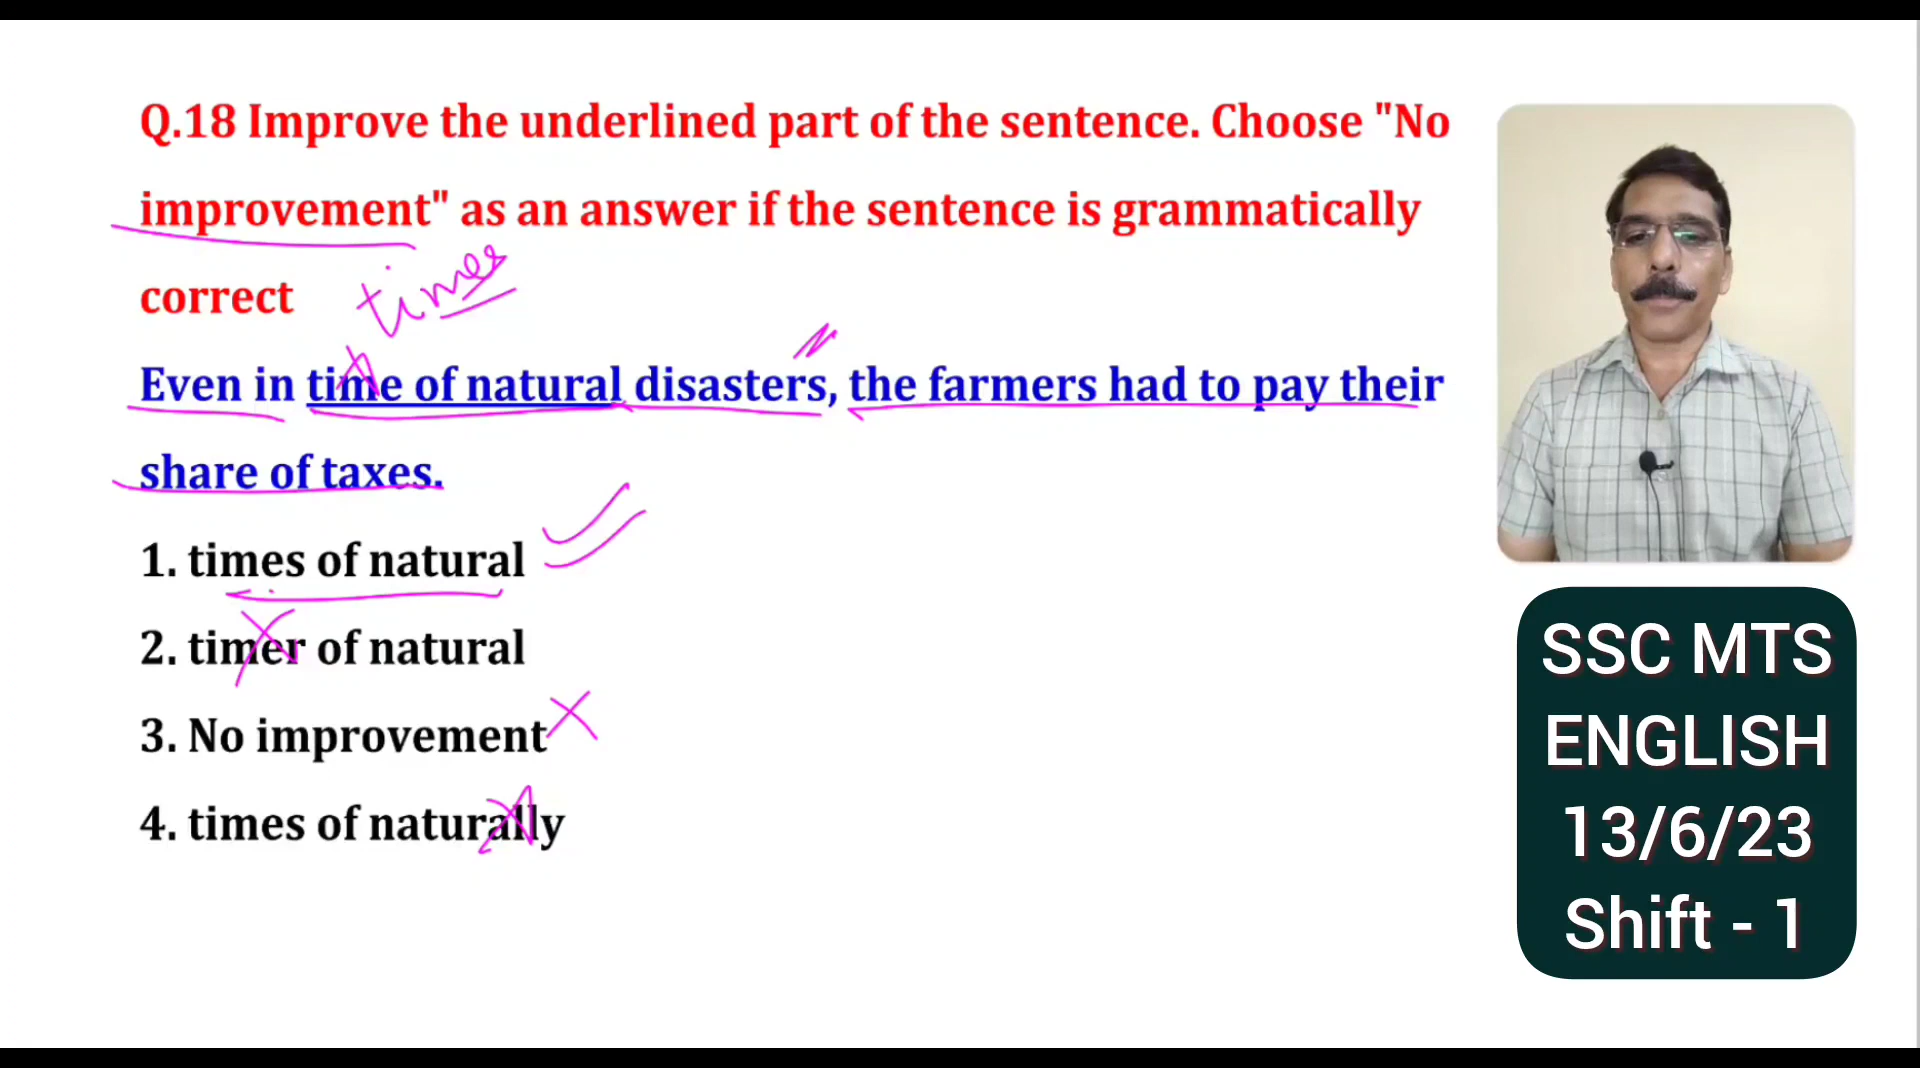 Q.18 Improve the underlined part of the sentence. Choose "No
improvement" as an answer if the sentence is grammatically
correct
times
Even in time of natural disasters, the farmers had to pay their
share of taxes.
1. times of natural
2. timer of natural
3. No improvement
4. times of naturally
SSC MTS
ENGLISH
13/6/23
Shift - 1